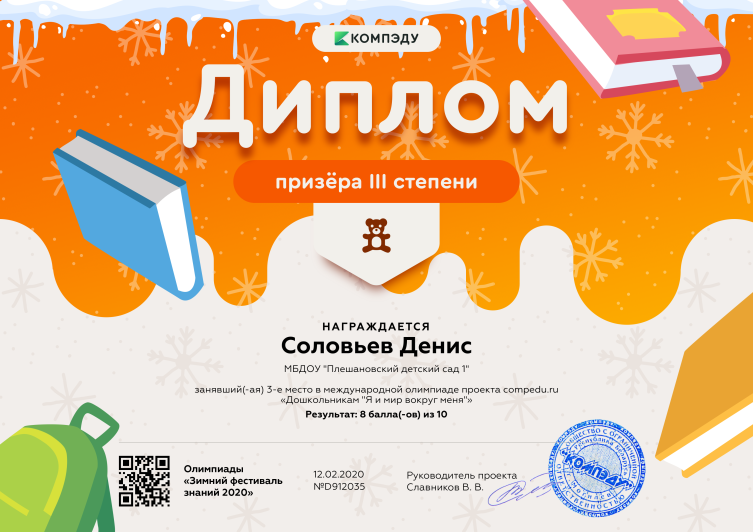 КОМПЭДУ
Диплом
призёра III степени
НАГРАЖДАЕТСЯ
Соловьев Денис
МБДОУ "Плешановский детский сад 1"
занявший(-ая) 3-е место в международной олимпиаде проекта compedu.ru
«Дошкольникам "Я и мир вокруг меня"»
Результат: 8 балла(-ов) из 10
Олимпиады
«Зимний фестиваль
знаний 2020»
12.02.2020
№D912035
Руководитель проекта
Славников В. В.
"КОМПЭДУ"